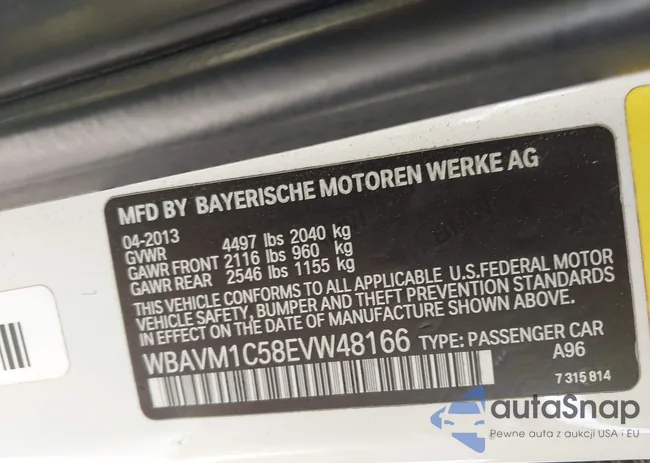 MFD BY BAYERISCHE MOTOREN WERKE AG
04-2013
GVWR 4497 lbs 2040 kg
GAWR FRONT 2116 lbs 960 kg
GAWR REAR 2546 lbs 1155 kg
THIS VEHICLE CONFORMS TO ALL APPLICABLE U.S.FEDERAL MOTOR
VEHICLE SAFETY, BUMPER AND THEFT PREVENTION STANDARDS
IN EFFECT ON THE DATE OF MANUFACTURE SHOWN ABOVE.
WBAVM1C58EVW48166 TYPE: PASSENGER CAR
A96
7 315 814
autaSnap
Pewne auta z aukcji USA i EU